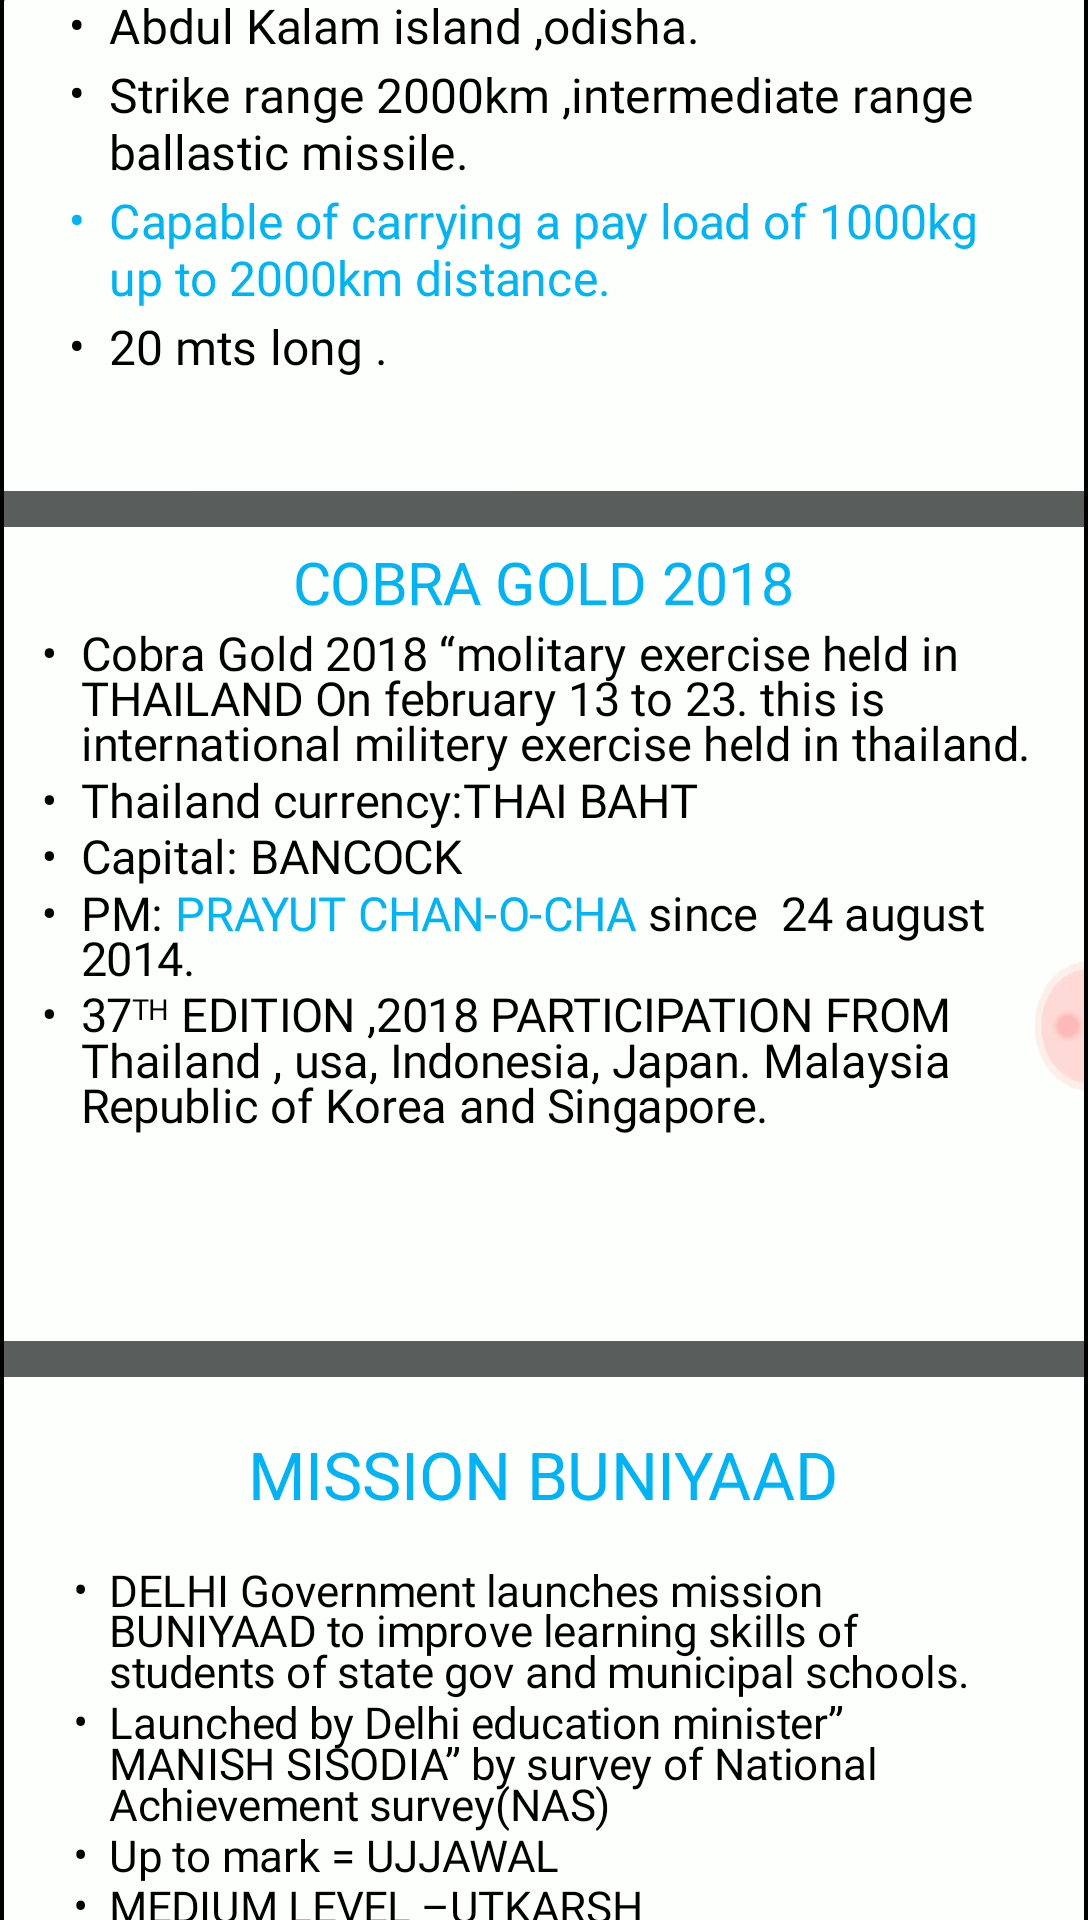 • Abdul Kalam island ,odisha.
• Strike range 2000km ,intermediate range
ballastic missile.
• Capable of carrying a pay load of 1000kg
up to 2000km distance.
• 20 mts long .
COBRA GOLD 2018
• Cobra Gold 2018 “molitary exercise held in
THAILAND On february 13 to 23. this is
international militery exercise held in thailand.
• Thailand currency:THAI BAHT
• Capital: BANCOCK
• PM: PRAYUT CHAN-O-CHA since  24 august
2014.
• 37TH EDITION ,2018 PARTICIPATION FROM
Thailand , usa, Indonesia, Japan. Malaysia
Republic of Korea and Singapore.
MISSION BUNIYAAD
• DELHI Government launches mission
BUNIYAAD to improve learning skills of
students of state gov and municipal schools.
• Launched by Delhi education minister”
MANISH SISODIA” by survey of National
Achievement survey(NAS)
• Up to mark = UJJAWAL
• MEDIUM LEVEL –UTKARSH